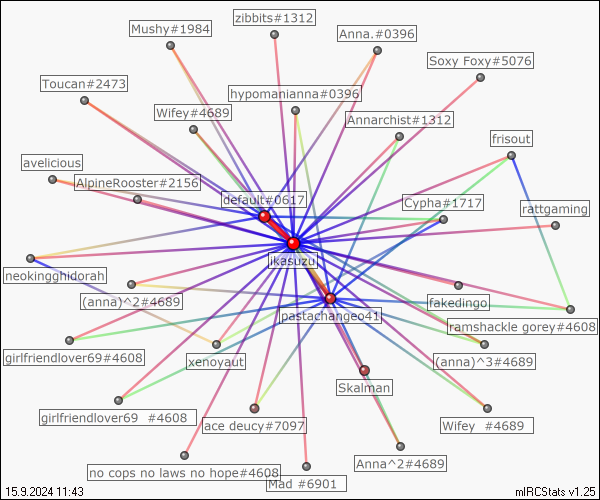 zibbits#1312
Mushy#1984
Anna.#0396
Soxy Foxy#5076
Toucan#2473
hypomanianna#0396
Wifey#4689
Annarchist#1312
frisout
avelicious
AlpineRooster#2156
default#0617
Cypha#1717
rattgaming
ikasuzu
neokingghidorah
(anna)^2#4689
fakedingo
pastachangeo41
ramshackle gorey#4608
girlfriendlover69#4608
xenoyaut
(anna)^3#4689
Skalman
girlfriendlover69  #4608
ace deucy#7097
Wifey  #4689
no cops no laws no hope#4608
Anna^2#4689
Mad #6901
15.9.2024 11:43
mIRCStats v1.25